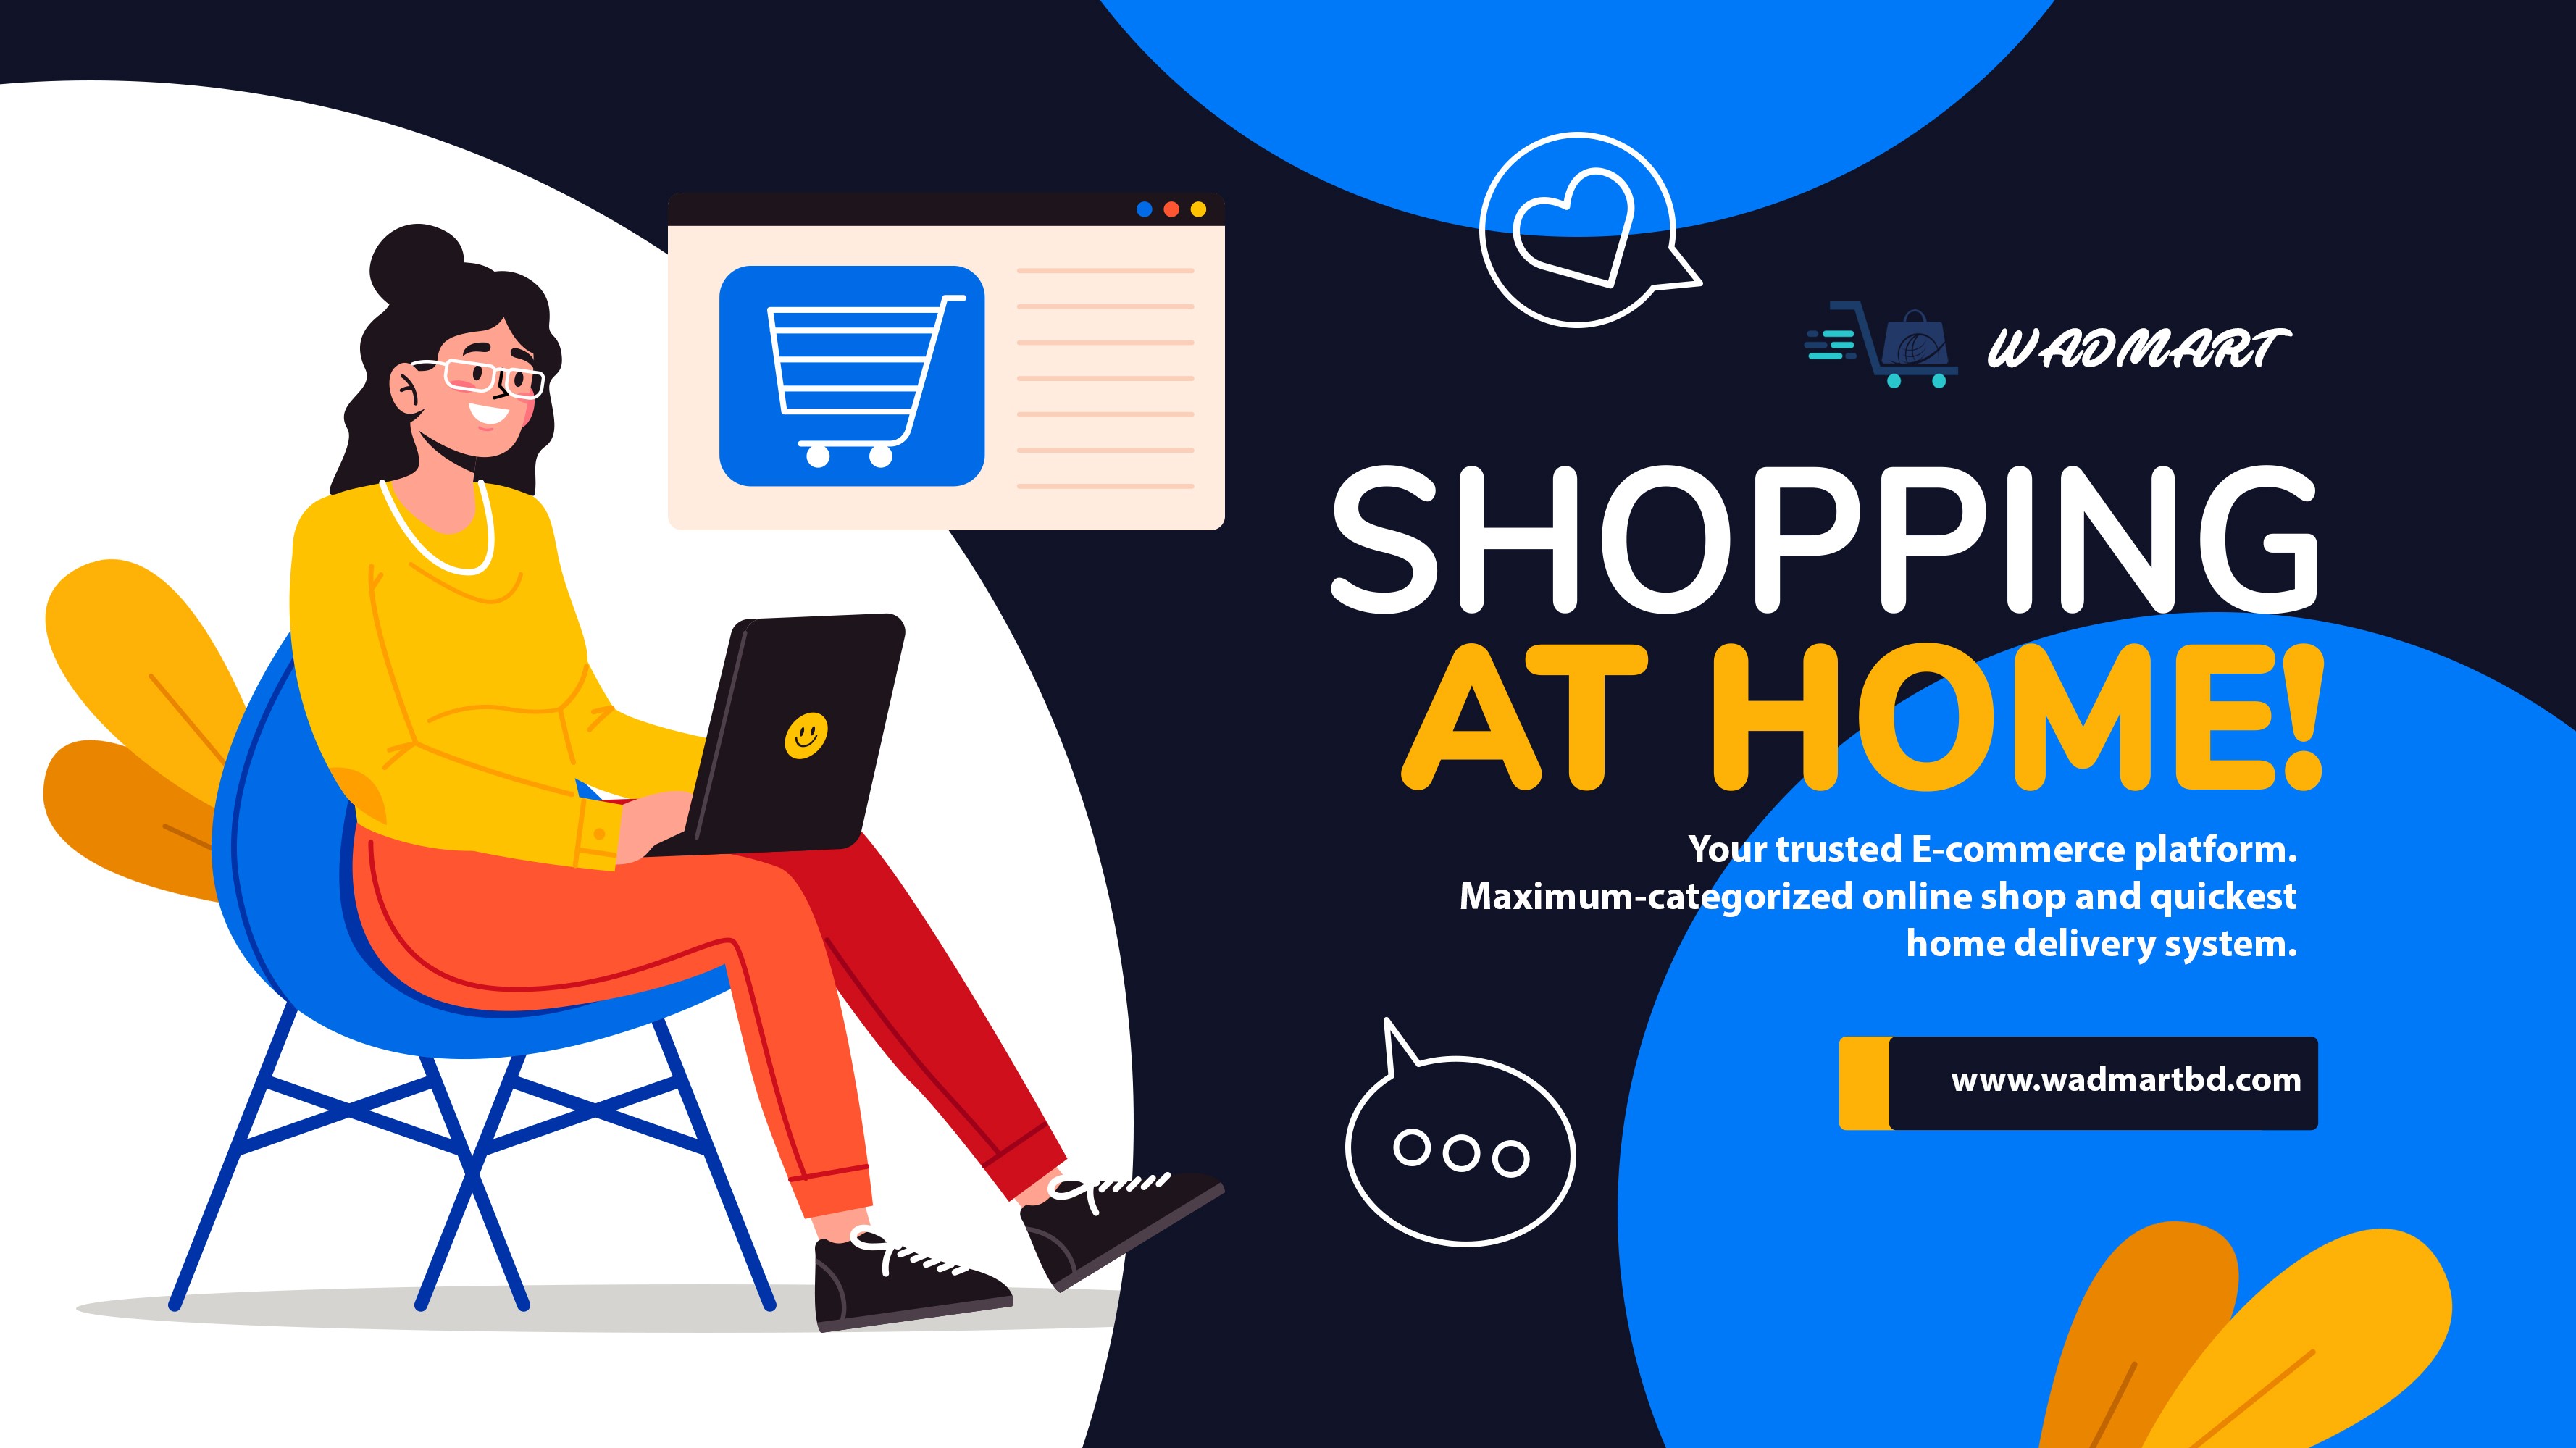 WADMART
SHOPPING
AT HOME!
Your trusted E-commerce platform.
Maximum-categorized online shop and quickest
home delivery system.
www.wadmartbd.com